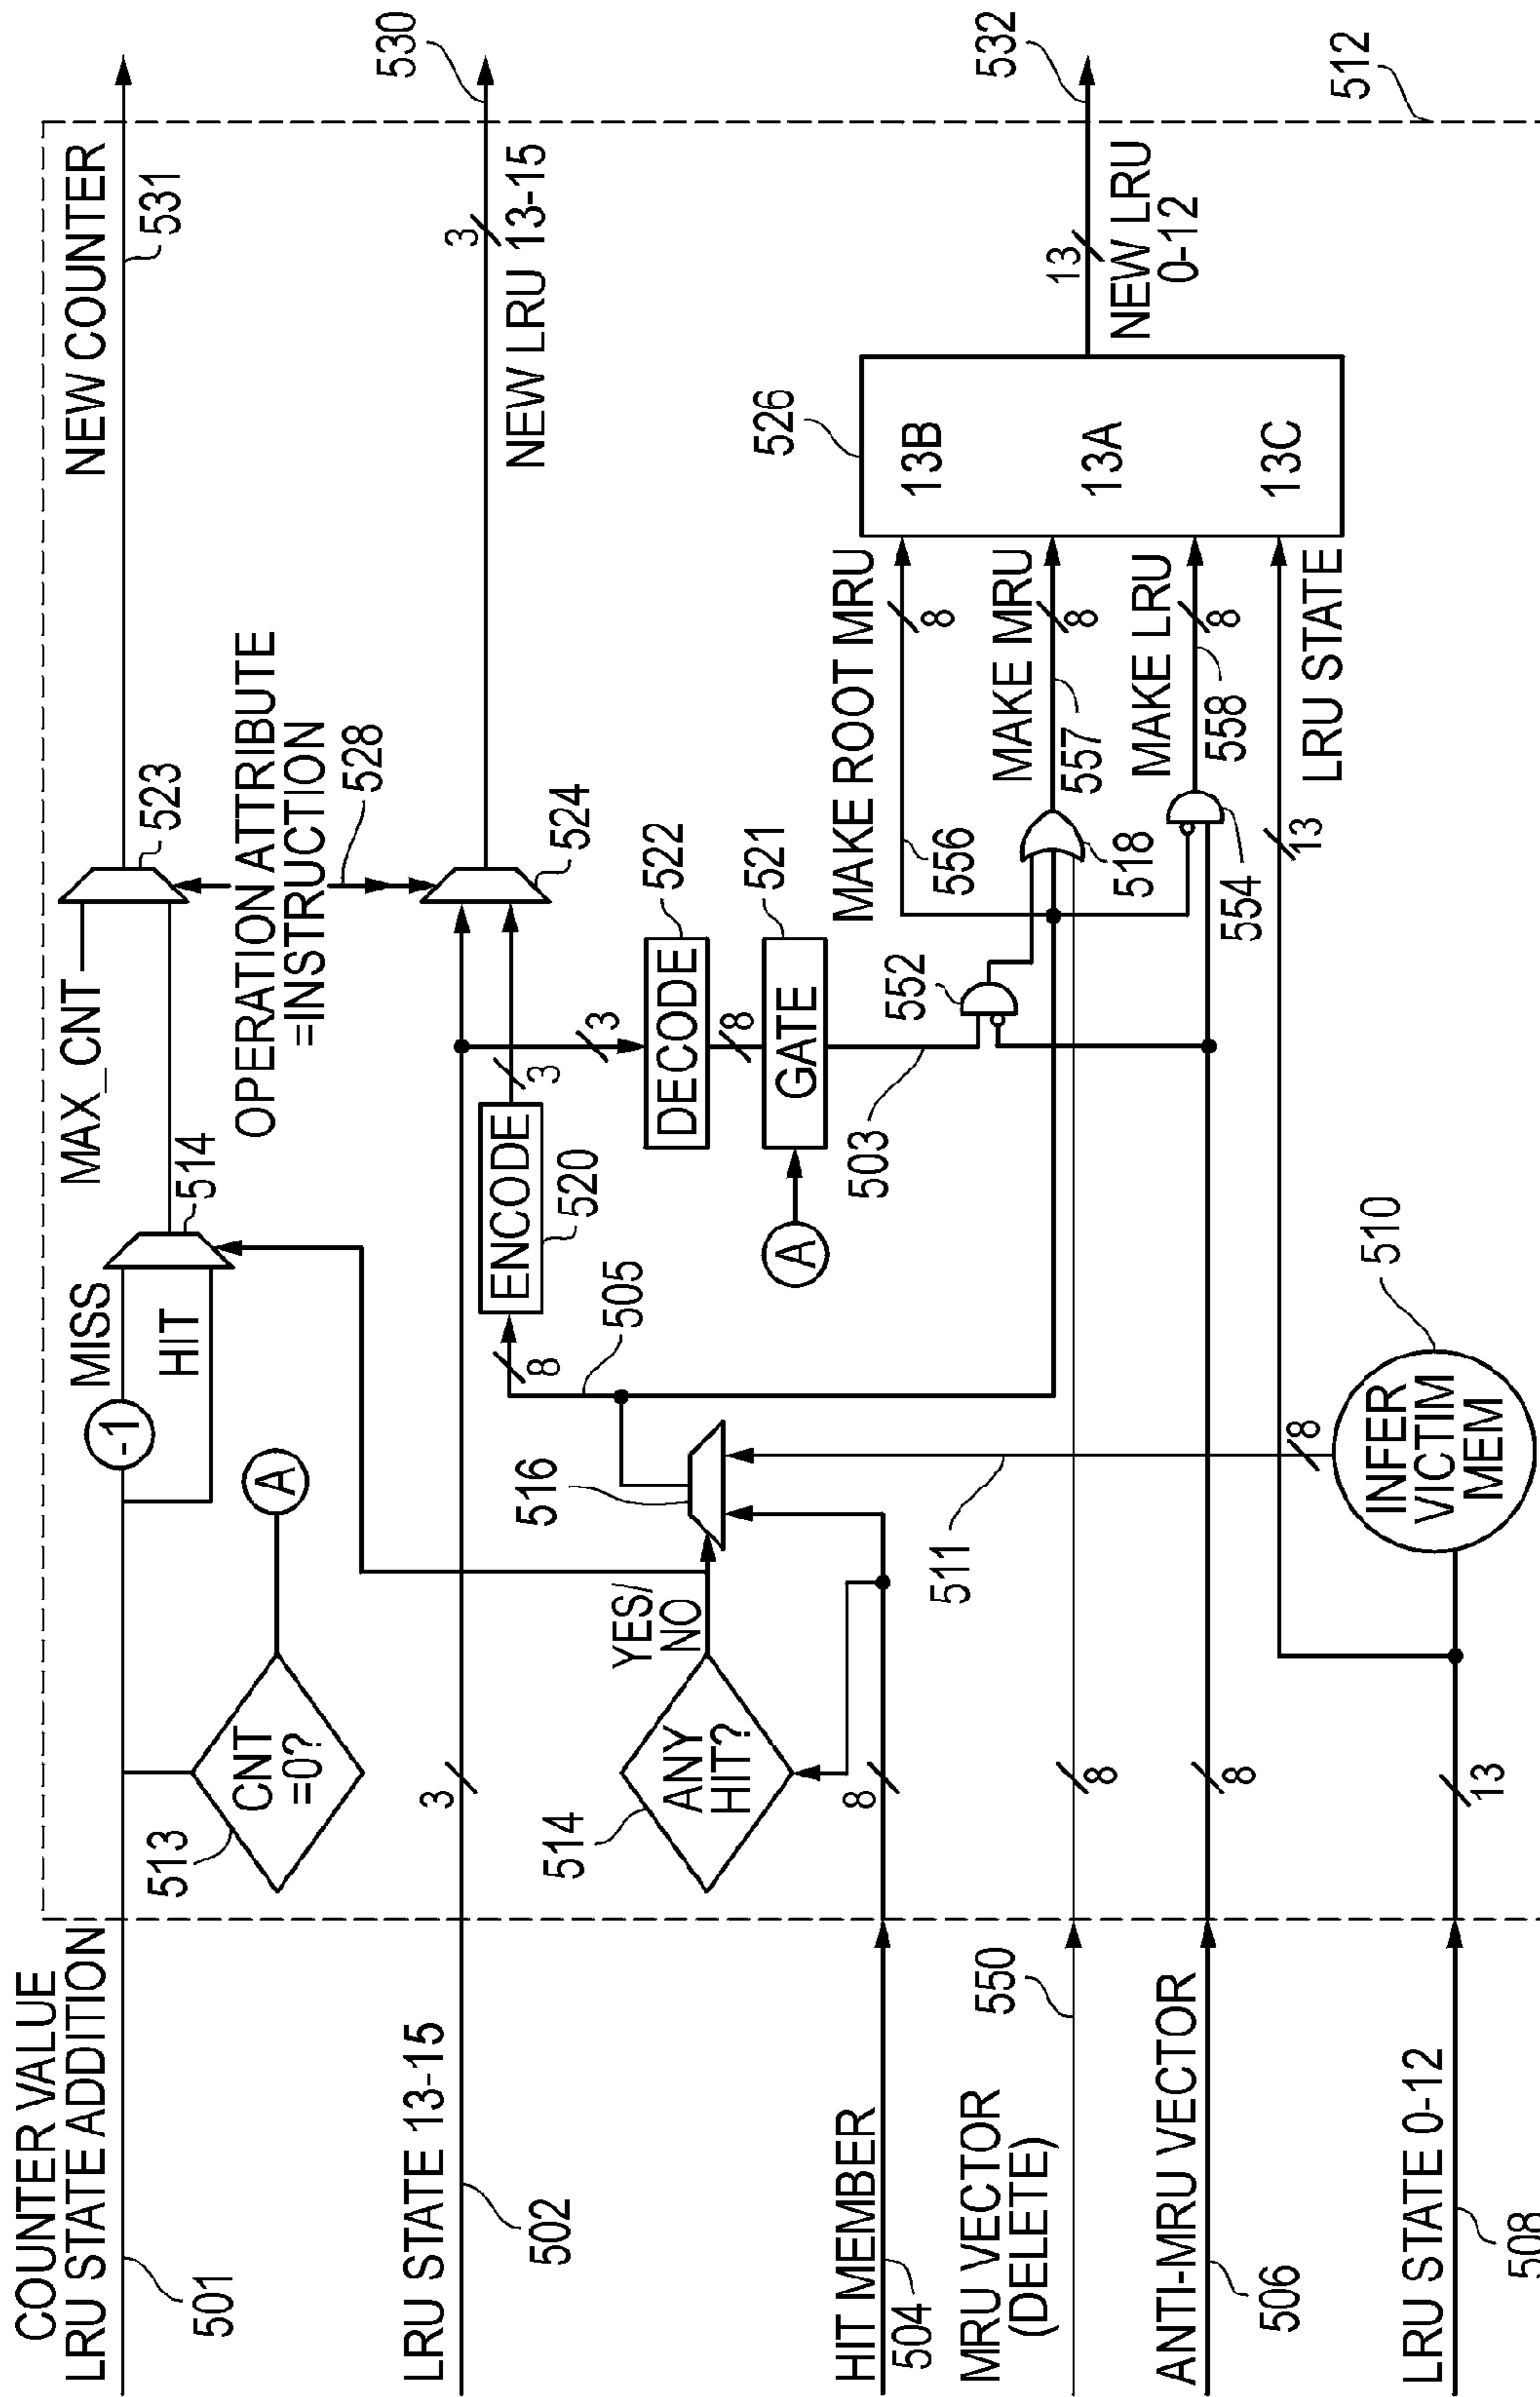 COUNTER VALUE
LRU STATE ADDITION
501
LRU STATE 13-15
502
HIT MEMBER
504
MRU VECTOR
(DELETE)
550
ANTI-MRU VECTOR
506
LRU STATE 0-12
508
513
CNT
=0?
A
-1
MISS
HIT
514
MAX_CNT
523
NEW COUNTER
531
OPERATION ATTRIBUTE
=INSTRUCTION
528
3
514
ANY
HIT?
YES/
NO
516
505
8
ENCODE
520
3
524
3
NEW LRU 13-15
530
3
DECODE
522
8
GATE
521
A
503
552
8
8
8
511
8
13
INFER
VICTIM
MEM
510
518
554
MAKE ROOT MRU
8
556
MAKE MRU
8
557
MAKE LRU
8
558
13
LRU STATE
526
13B
13A
13C
13
NEW LRU
0-12
532
512